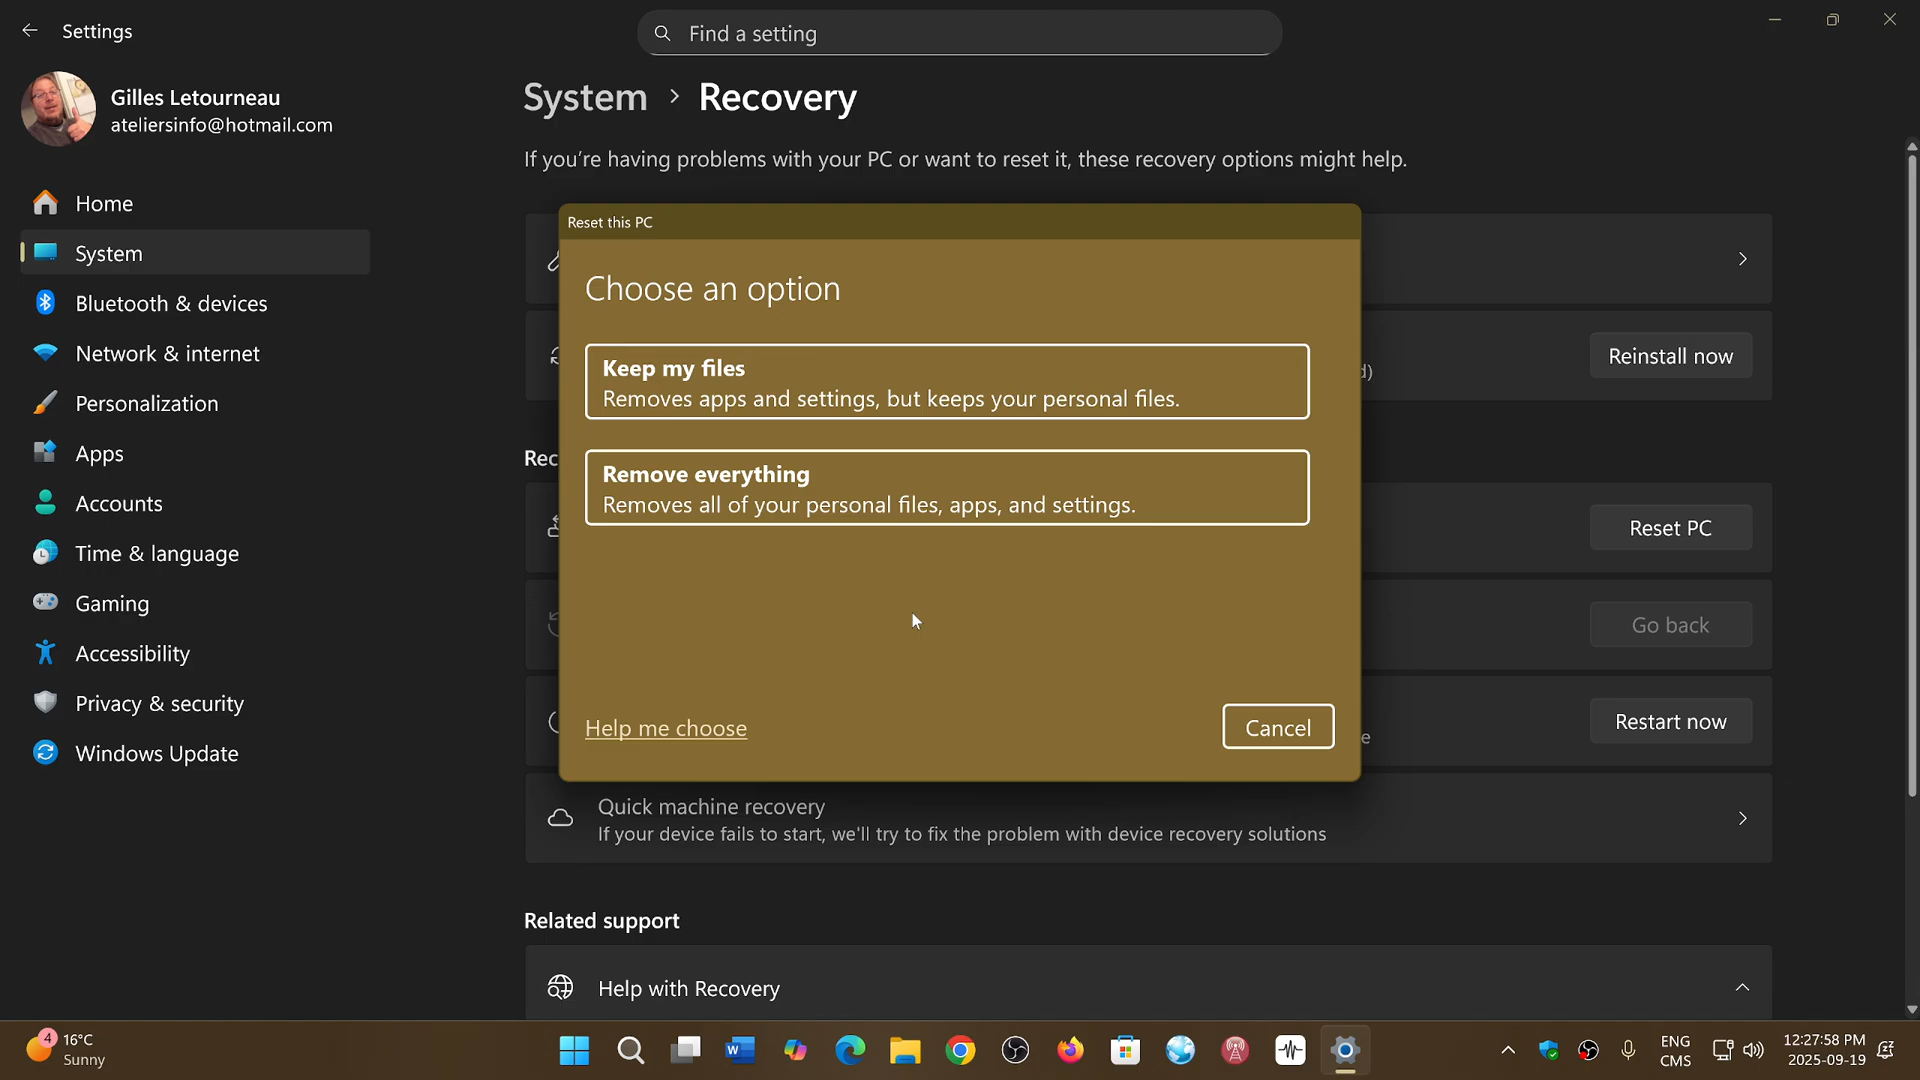 Settings
Find a setting
Gilles Letourneau
ateliersinfo@hotmail.com
Home
System
Bluetooth & devices
Network & internet
Personalization
Apps
Accounts
Time & language
Gaming
Accessibility
Privacy & security
Windows Update
System > Recovery
If you're having problems with your PC or want to reset it, these recovery options might help.
Reset this PC
Choose an option
Keep my files
Removes apps and settings, but keeps your personal files.
Remove everything
Removes all of your personal files, apps, and settings.
Help me choose
Cancel
d)
Reinstall now
Rec
Reset PC
Go back
e
Restart now
Quick machine recovery
If your device fails to start, we'll try to fix the problem with device recovery solutions
Related support
Help with Recovery
4
16°C
Sunny
ENG
CMS
12:27:58 PM
2025-09-19